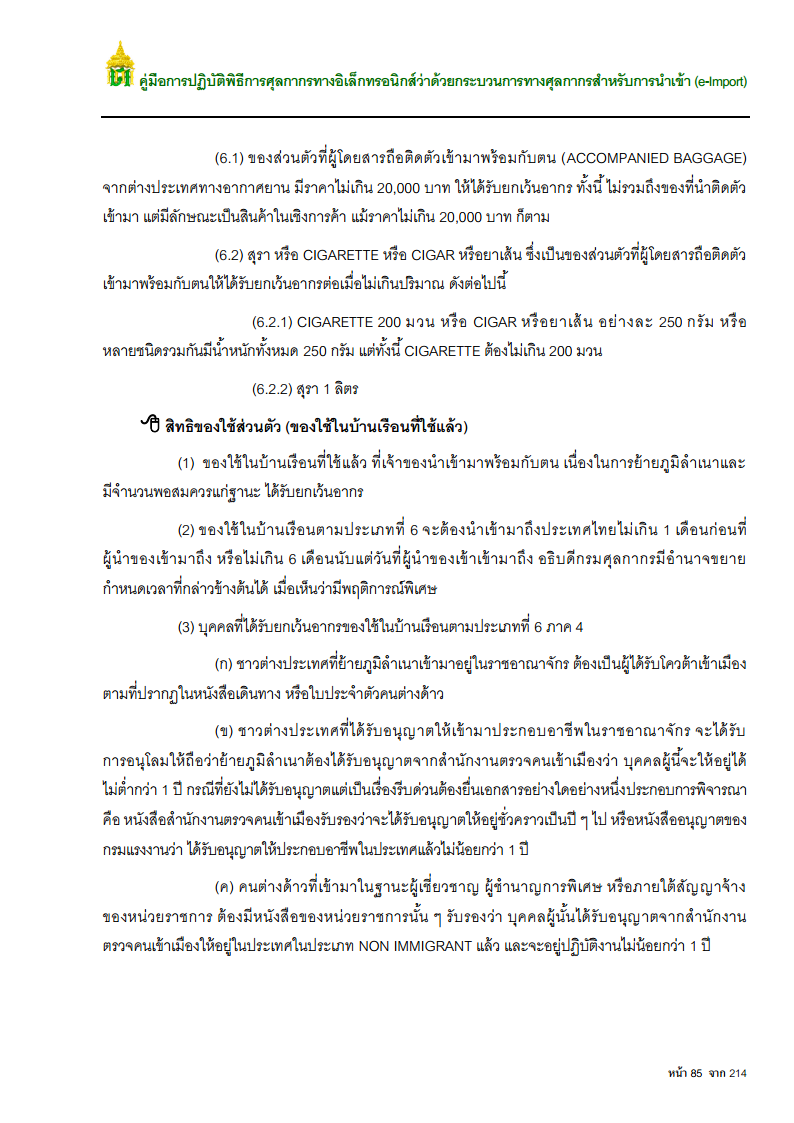 คู่มือการปฏิบัติพิธีการศุลกากรทางอิเล็กทรอนิกส์ว่าด้วยกระบวนการทางศุลกากรสำหรับการนำเข้า (e-Import)
(6.1) ของส่วนตัวที่ผู้โดยสารถือติดตัวเข้ามาพร้อมกับตน (ACCOMPANIED BAGGAGE)
จากต่างประเทศทางอากาศยาน มีราคาไม่เกิน 20,000 บาท ให้ได้รับยกเว้นอากร ทั้งนี้ ไม่รวมถึงของที่นำติดตัว
เข้ามา แต่มีลักษณะเป็นสินค้าในเชิงการค้า แม้ราคาไม่เกิน 20,000 บาท ก็ตาม
(6.2) สุรา หรือ CIGARETTE หรือ CIGAR หรือยาเส้น ซึ่งเป็นของส่วนตัวที่ผู้โดยสารถือติดตัว
เข้ามาพร้อมกับตนให้ได้รับยกเว้นอากรต่อเมื่อไม่เกินปริมาณ ดังต่อไปนี้
(6.2.1) CIGARETTE 200 มวน หรือ CIGAR หรือยาเส้น อย่างละ 250 กรัม หรือ
หลายชนิดรวมกันมีน้ำหนักทั้งหมด 250 กรัม แต่ทั้งนี้ CIGARETTE ต้องไม่เกิน 200 มวน
(6.2.2) สุรา 1 ลิตร
สิทธิของใช้ส่วนตัว (ของใช้ในบ้านเรือนที่ใช้แล้ว)
(1) ของใช้ในบ้านเรือนที่ใช้แล้ว ที่เจ้าของนำเข้ามาพร้อมกับตน เนื่องในการย้ายภูมิลำเนาและ
มีจำนวนพอสมควรแก่ฐานะ ได้รับยกเว้นอากร
(2) ของใช้ในบ้านเรือนตามประเภทที่ 6 จะต้องนำเข้ามาถึงประเทศไทยไม่เกิน 1 เดือนก่อนที่
ผู้นำของเข้ามาถึง หรือไม่เกิน 6 เดือนนับแต่วันที่ผู้นำของเข้าเข้ามาถึง อธิบดีกรมศุลกากรมีอำนาจขยาย
กำหนดเวลาที่กล่าวข้างต้นได้ เมื่อเห็นว่ามีพฤติการณ์พิเศษ
(3) บุคคลที่ได้รับยกเว้นอากรของใช้ในบ้านเรือนตามประเภทที่ 6 ภาค 4
(ก) ชาวต่างประเทศที่ย้ายภูมิลำเนาเข้ามาอยู่ในราชอาณาจักร ต้องเป็นผู้ได้รับโควต้าเข้าเมือง
ตามที่ปรากฏในหนังสือเดินทาง หรือใบประจำตัวคนต่างด้าว
(ข) ชาวต่างประเทศที่ได้รับอนุญาตให้เข้ามาประกอบอาชีพในราชอาณาจักร จะได้รับ
การอนุโลมให้ถือว่าย้ายภูมิลำเนาต้องได้รับอนุญาตจากสำนักงานตรวจคนเข้าเมืองว่า บุคคลผู้นี้จะให้อยู่ได้
ไม่ต่ำกว่า 1 ปี กรณีที่ยังไม่ได้รับอนุญาตแต่เป็นเรื่องรีบด่วนต้องยื่นเอกสารอย่างใดอย่างหนึ่งประกอบการพิจารณา
คือ หนังสือสำนักงานตรวจคนเข้าเมืองรับรองว่าจะได้รับอนุญาตให้อยู่ชั่วคราวเป็นปี ๆ ไป หรือหนังสืออนุญาตของ
กรมแรงงานว่า ได้รับอนุญาตให้ประกอบอาชีพในประเทศแล้วไม่น้อยกว่า 1 ปี
(ค) คนต่างด้าวที่เข้ามาในฐานะผู้เชี่ยวชาญ ผู้ชำนาญการพิเศษ หรือภายใต้สัญญาจ้าง
ของหน่วยราชการ ต้องมีหนังสือของหน่วยราชการนั้น ๆ รับรองว่า บุคคลผู้นั้นได้รับอนุญาตจากสำนักงาน
ตรวจคนเข้าเมืองให้อยู่ในประเทศในประเภท NON IMMIGRANT แล้ว และจะอยู่ปฏิบัติงานไม่น้อยกว่า 1 ปี
หน้า 85 จาก 214